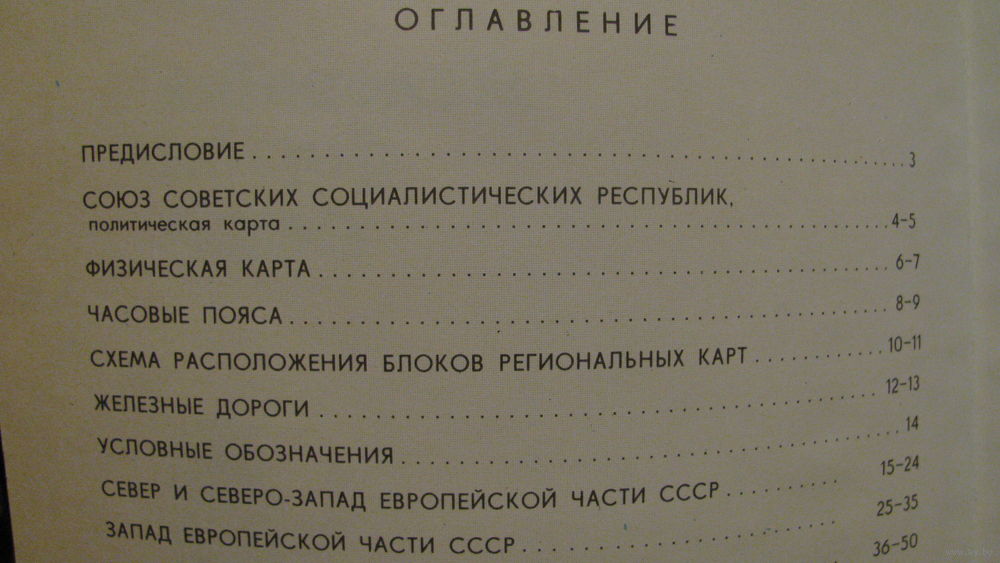 ОГЛАВЛЕНИЕ
ПРЕДИСЛОВИЕ . . . . . . . . . . . . . . . . . . . . 3
СОЮЗ СОВЕТСКИХ СОЦИАЛИСТИЧЕСКИХ РЕСПУБЛИК,
политическая карта . . . . . . . . . . . . . . . . . . . . 4-5
ФИЗИЧЕСКАЯ КАРТА . . . . . . . . . . . . . . . . . . . . 6-7
ЧАСОВЫЕ ПОЯСА . . . . . . . . . . . . . . . . . . . . 8-9
СХЕМА РАСПОЛОЖЕНИЯ БЛОКОВ РЕГИОНАЛЬНЫХ КАРТ . . . . . . . . . . 10-11
ЖЕЛЕЗНЫЕ ДОРОГИ . . . . . . . . . . . . . . . . . . . . 12-13
УСЛОВНЫЕ ОБОЗНАЧЕНИЯ . . . . . . . . . . . . . . . . . . . . 14
СЕВЕР И СЕВЕРО-ЗАПАД ЕВРОПЕЙСКОЙ ЧАСТИ СССР . . . . . . . . . 15-24
ЗАПАД ЕВРОПЕЙСКОЙ ЧАСТИ СССР . . . . . . . . . . . . . . . . . . . . 25-35
36-50